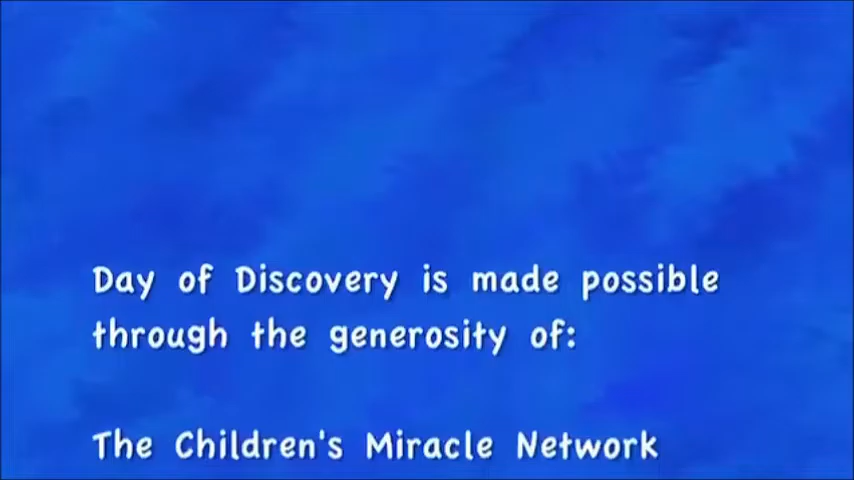 Day of Discovery is made possible
through the generosity of:
The Children's Miracle Network